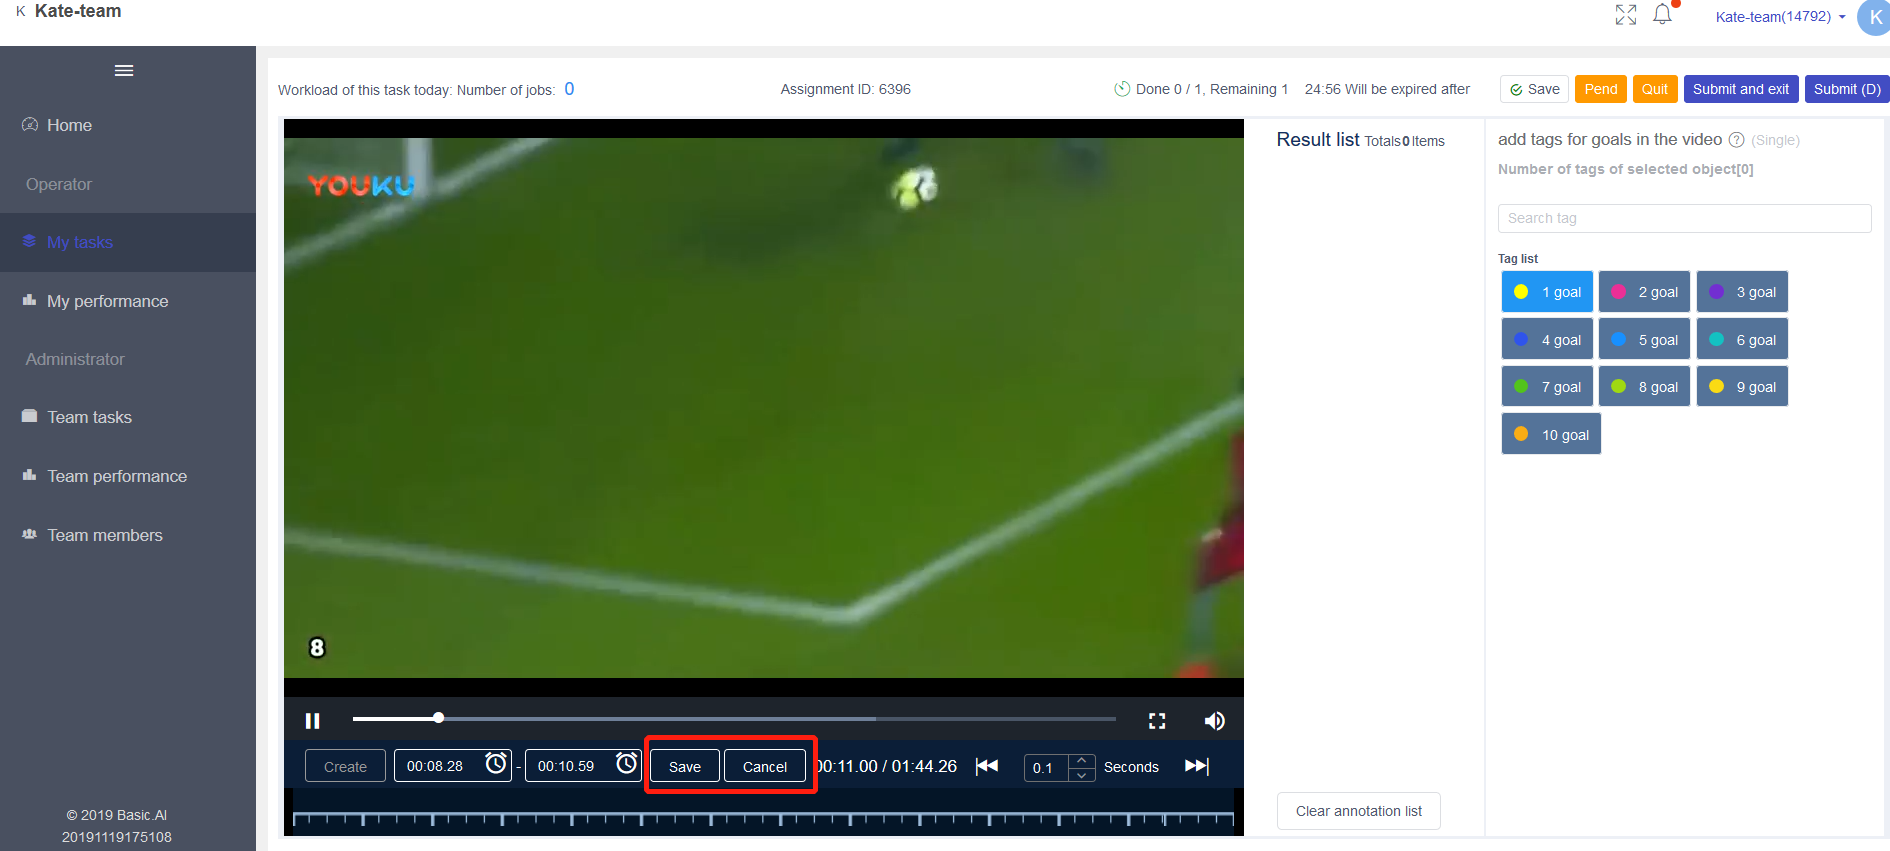 K Kate-team
Kate-team(14792)
K
Workload of this task today: Number of jobs: 0
Assignment ID: 6396
Done 0 / 1, Remaining 1
24:56 Will be expired after
Save
Pend
Quit
Submit and exit
Submit (D)
Home
Operator
My tasks
My performance
Administrator
Team tasks
Team performance
Team members
© 2019 Basic.AI
20191119175108
YOUKU
8
Create
00:08.28
-
00:10.59
Save
Cancel
00:11.00 / 01:44.26
0.1
Seconds
Result list Totals0Items
Clear annotation list
add tags for goals in the video ? (Single)
Number of tags of selected object[0]
Search tag
Tag list
1 goal
2 goal
3 goal
4 goal
5 goal
6 goal
7 goal
8 goal
9 goal
10 goal